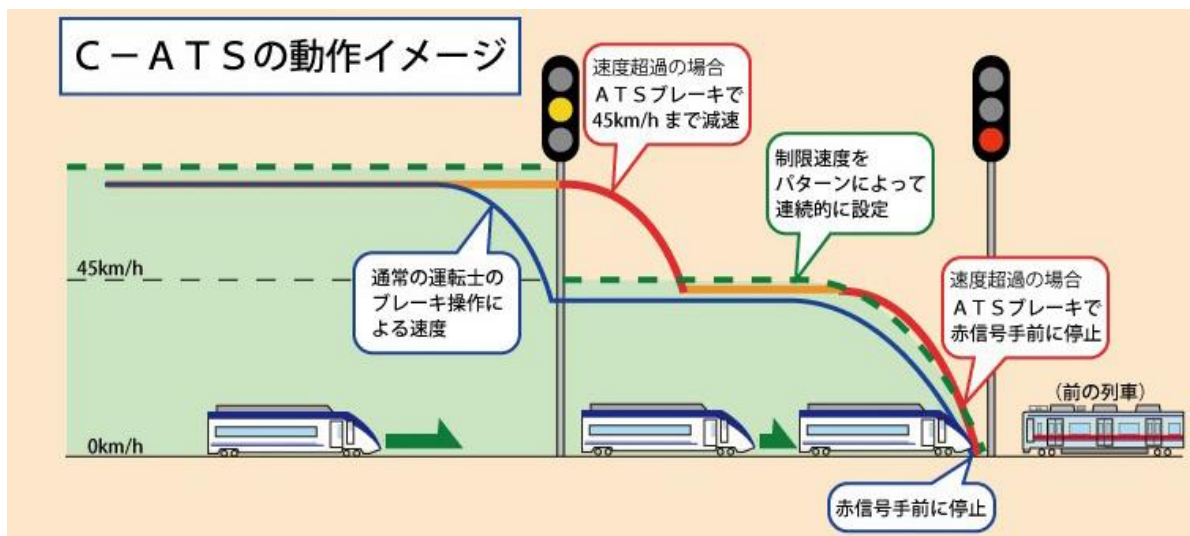 C－ATSの動作イメージ
速度超過の場合
ATSブレーキで
45km/h まで減速
制限速度を
パターンによって
連続的に設定
45km/h
通常の運転士の
ブレーキ操作に
よる速度
速度超過の場合
ATSブレーキで
赤信号手前に停止
(前の列車)
0km/h
赤信号手前に停止